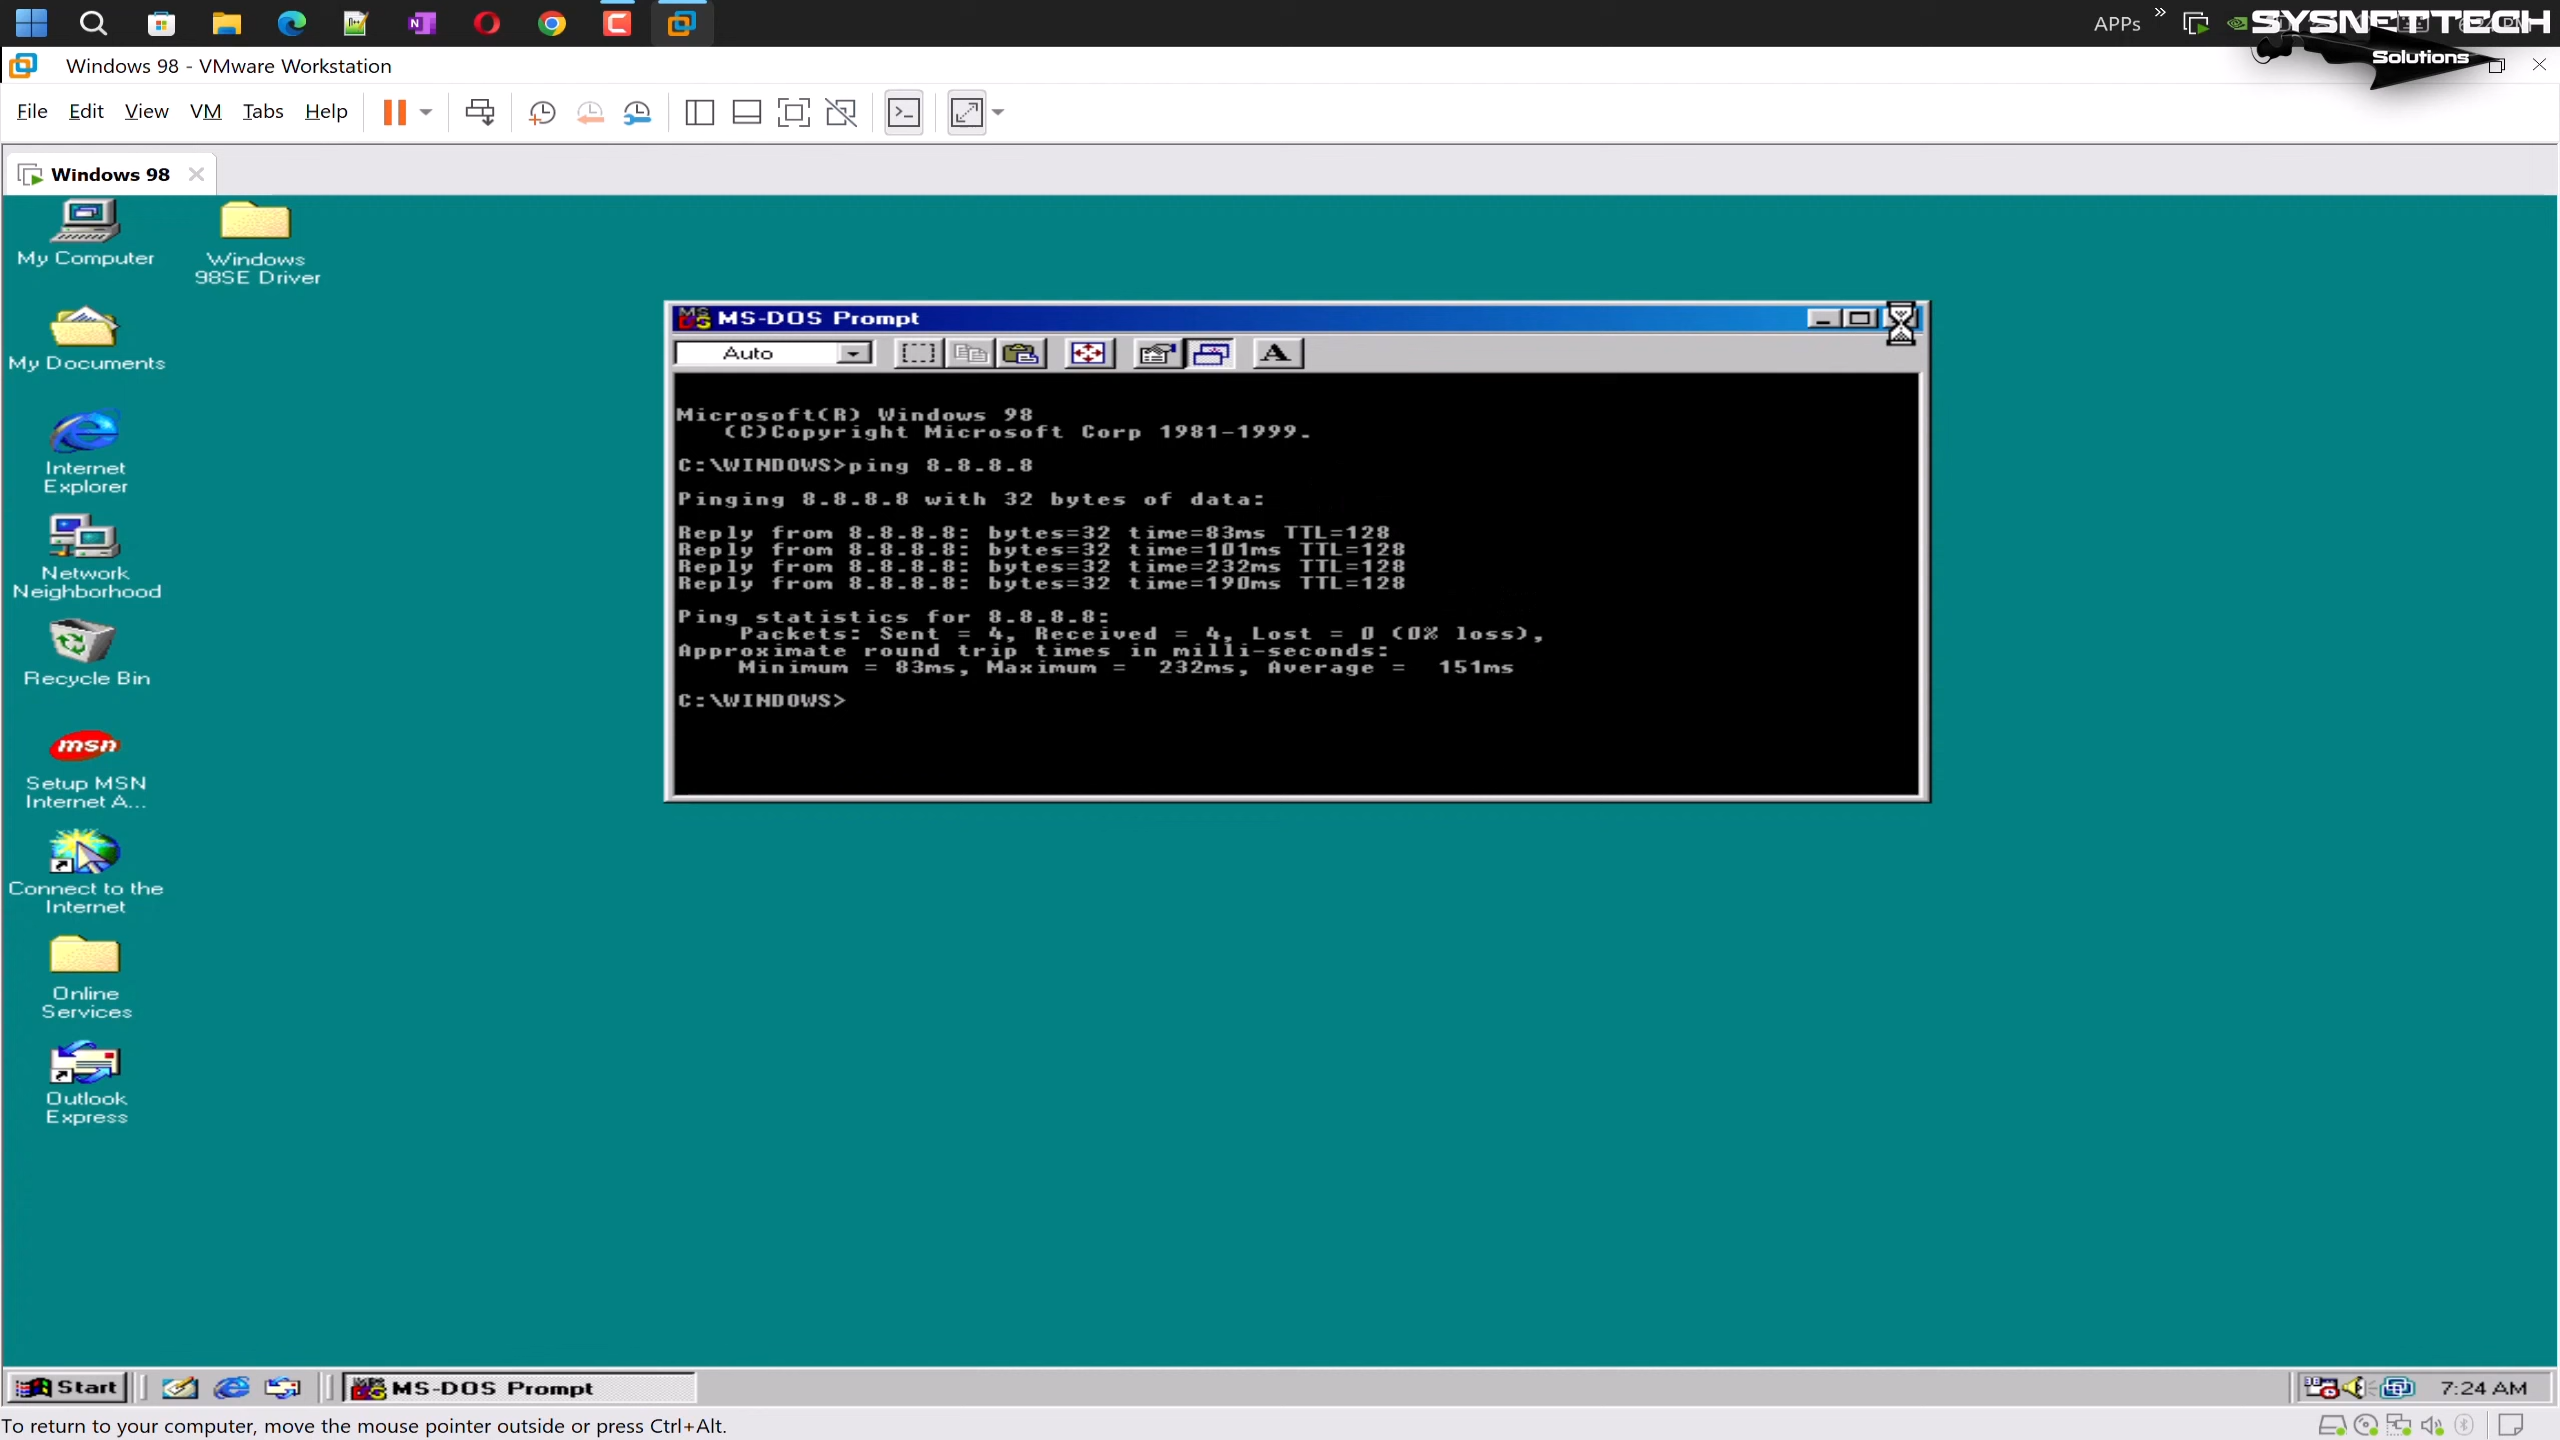 APPs
SYSNETTECH
Solutions
Windows 98 - VMware Workstation
File Edit View VM Tabs Help
Windows 98
My Computer
Windows
98SE Driver
My Documents
Internet
Explorer
Network
Neighborhood
Recycle Bin
msn
Setup MSN
Internet A...
Connect to the
Internet
Online
Services
Outlook
Express
MS-DOS Prompt
Auto
A
Microsoft(R) Windows 98
(C)Copyright Microsoft Corp 1981-1999.
C:\WINDOWS>ping 8.8.8.8
Pinging 8.8.8.8 with 32 bytes of data:
Reply from 8.8.8.8: bytes=32 time=83ms TTL=128
Reply from 8.8.8.8: bytes=32 time=101ms TTL=128
Reply from 8.8.8.8: bytes=32 time=232ms TTL=128
Reply from 8.8.8.8: bytes=32 time=190ms TTL=128
Ping statistics for 8.8.8.8:
Packets: Sent = 4, Received = 4, Lost = 0 (0% loss),
Approximate round trip times in milli-seconds:
Minimum = 83ms, Maximum = 232ms, Average = 151ms
C:\WINDOWS>
Start
MS-DOS Prompt
7:24 AM
To return to your computer, move the mouse pointer outside or press Ctrl+Alt.